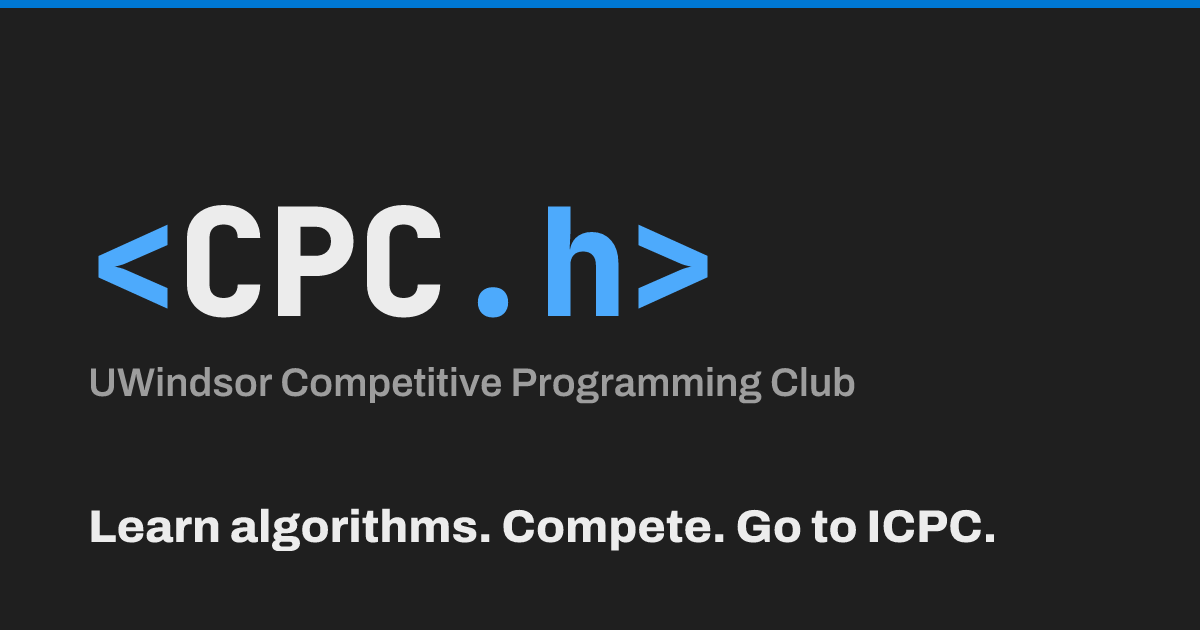 <CPC.h>
UWindsor Competitive Programming Club
Learn algorithms. Compete. Go to ICPC.